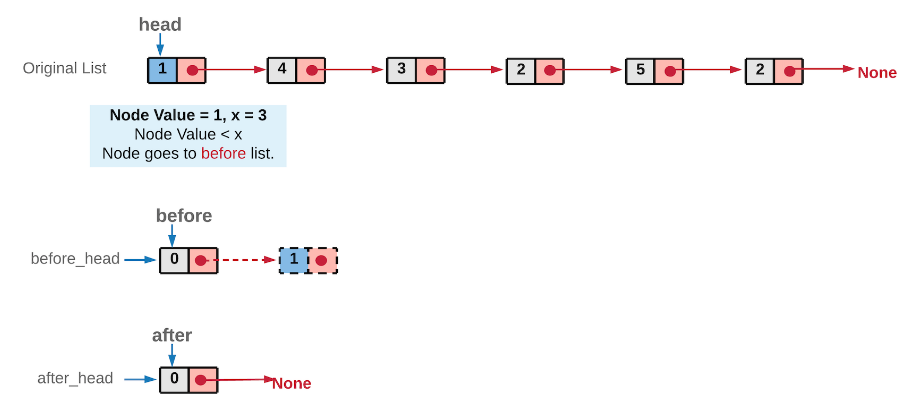 head
Original List 1 4 3 2 5 2 None
Node Value = 1, x = 3
Node Value < x
Node goes to before list.
before
before_head 0 1
after
after_head 0 None